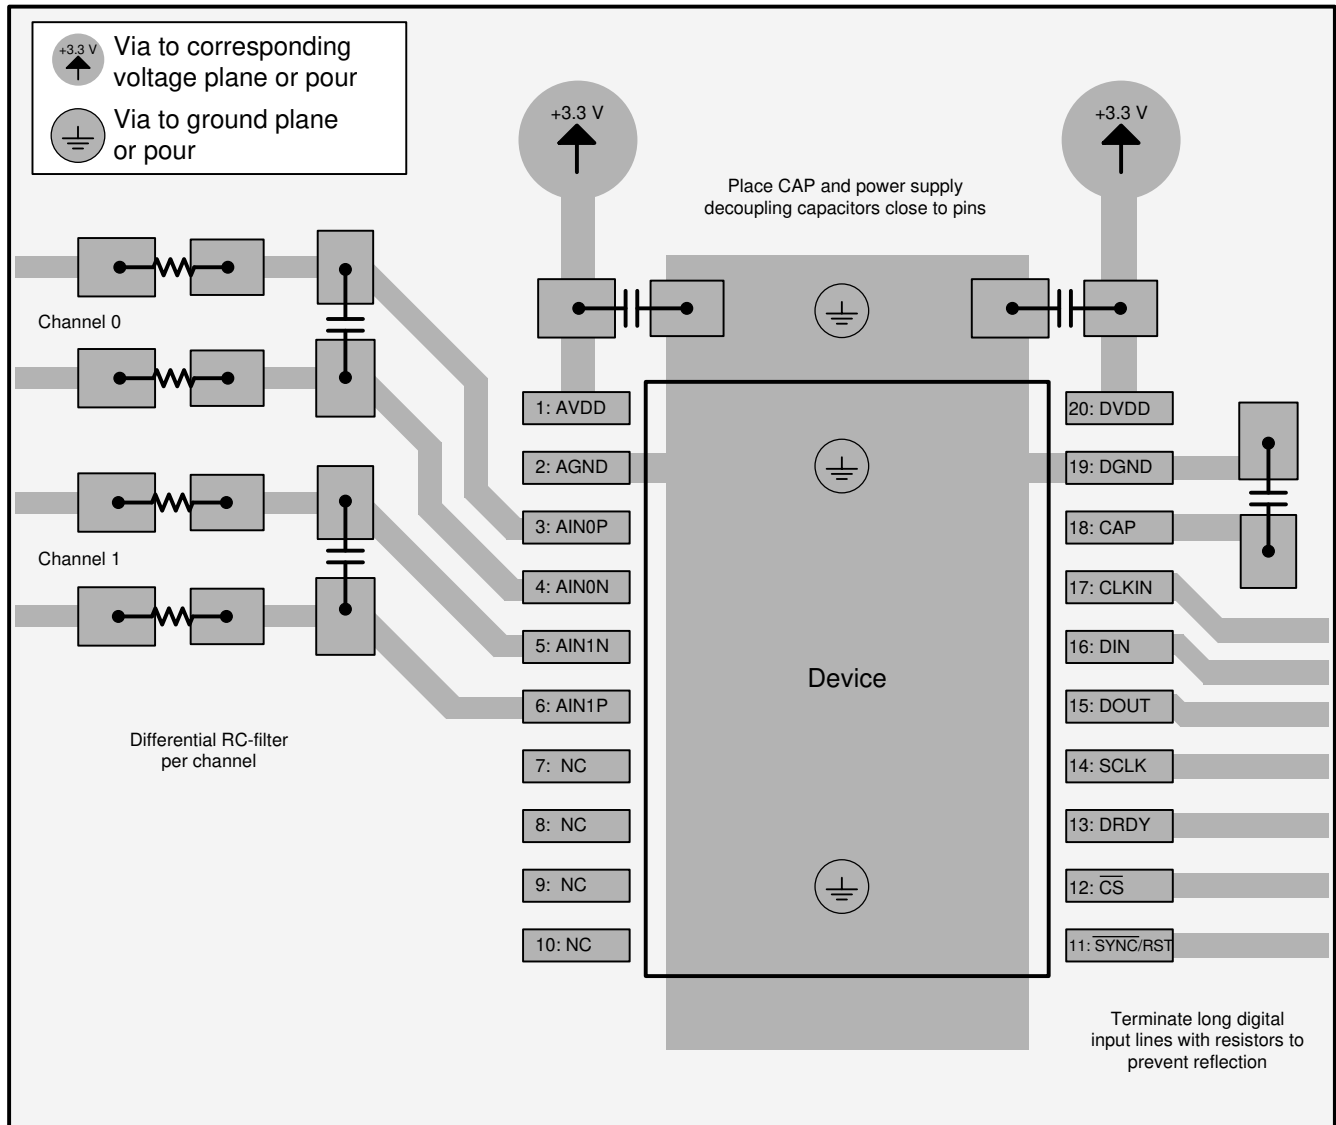 +3.3 V
Via to corresponding
voltage plane or pour
Via to ground plane
or pour
+3.3 V
+3.3 V
Place CAP and power supply
decoupling capacitors close to pins
Channel 0
Channel 1
Differential RC-filter
per channel
1: AVDD
2: AGND
3: AIN0P
4: AIN0N
5: AIN1N
6: AIN1P
7: NC
8: NC
9: NC
10: NC
Device
20: DVDD
19: DGND
18: CAP
17: CLKIN
16: DIN
15: DOUT
14: SCLK
13: DRDY
12: C̅S̅
11: S̅Y̅N̅C̅/RST
Terminate long digital
input lines with resistors to
prevent reflection